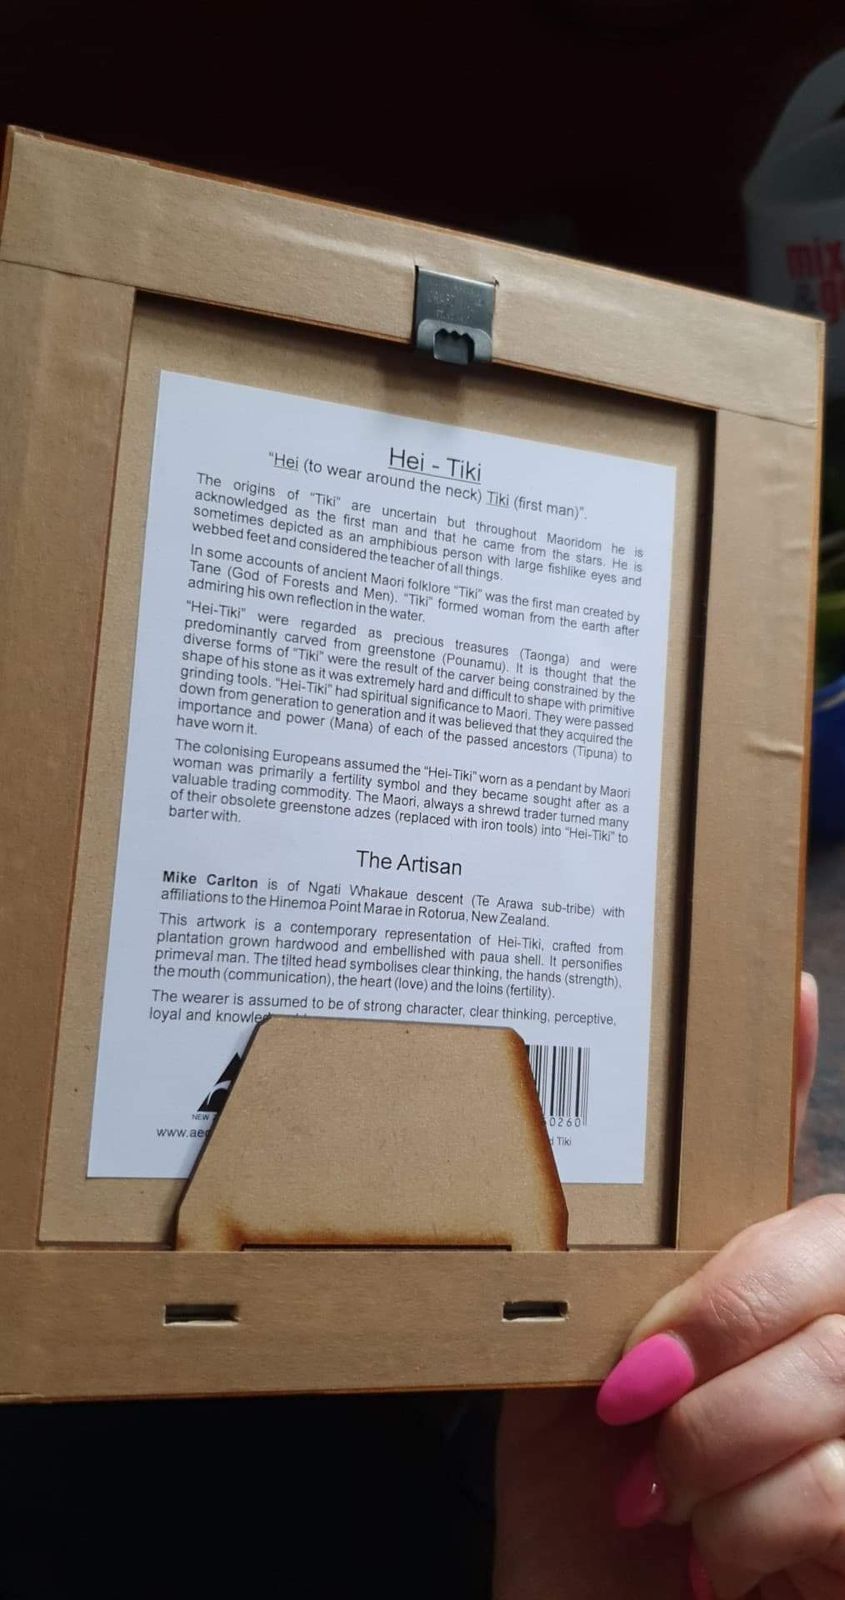 Hei - Tiki
"Hei (to wear around the neck) Tiki (first man)".
The origins of "Tiki" are uncertain but throughout Maoridom he is
acknowledged as the first man and that he came from the stars. He is
sometimes depicted as an amphibious person with large fishlike eyes and
webbed feet and considered the teacher of all things.
In some accounts of ancient Maori folklore "Tiki" was the first man created by
Tane (God of Forests and Men). "Tiki" formed woman from the earth after
admiring his own reflection in the water.
"Hei-Tiki" were regarded as precious treasures (Taonga) and were
predominantly carved from greenstone (Pounamu). It is thought that the
diverse forms of "Tiki" were the result of the carver being constrained by the
shape of his stone as it was extremely hard and difficult to shape with primitive
grinding tools. "Hei-Tiki" had spiritual significance to Maori. They were passed
down from generation to generation and it was believed that they acquired the
importance and power (Mana) of each of the passed ancestors (Tipuna) to
have worn it.
The colonising Europeans assumed the "Hei-Tiki" worn as a pendant by Maori
woman was primarily a fertility symbol and they became sought after as a
valuable trading commodity. The Maori, always a shrewd trader turned many
of their obsolete greenstone adzes (replaced with iron tools) into "Hei-Tiki" to
barter with.
The Artisan
Mike Carlton is of Ngati Whakaue descent (Te Arawa sub-tribe) with
affiliations to the Hinemoa Point Marae in Rotorua, New Zealand.
This artwork is a contemporary representation of Hei-Tiki, crafted from
plantation grown hardwood and embellished with paua shell. It personifies
primeval man. The tilted head symbolises clear thinking, the hands (strength),
the mouth (communication), the heart (love) and the loins (fertility).
The wearer is assumed to be of strong character, clear thinking, perceptive,
loyal and knowle
NEW
www.aeo
0260
Tiki
mix